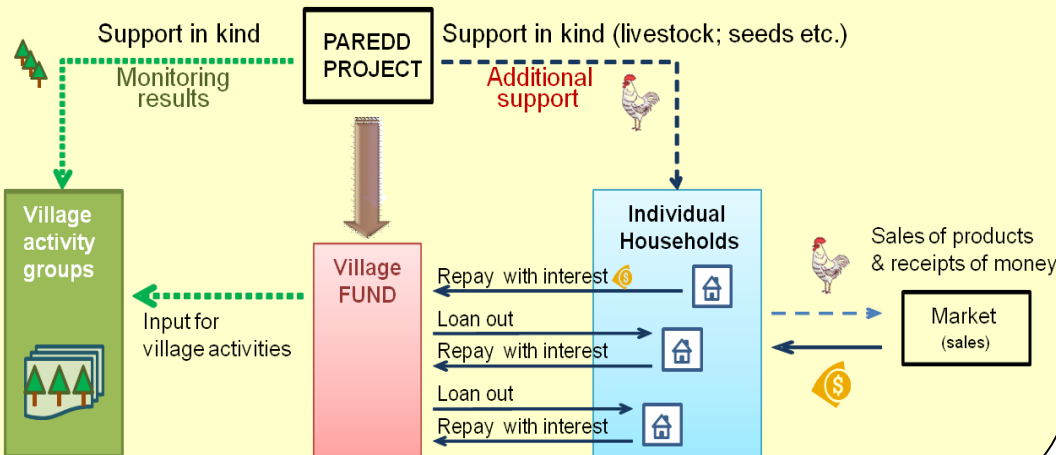 Support in kind
Monitoring
results
PAREDD
PROJECT
Support in kind (livestock; seeds etc.)
Additional
support
Village
activity
groups
Input for
village activities
Village
FUND
Repay with interest
Loan out
Repay with interest
Loan out
Repay with interest
Individual
Households
Sales of products
& receipts of money
Market
(sales)
$
$